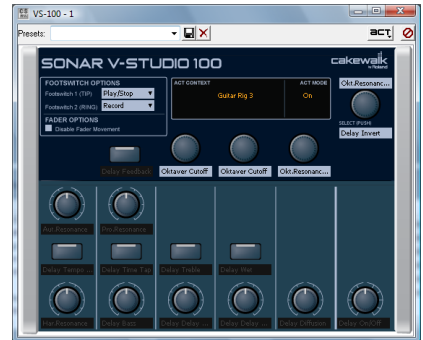 VS-100 - 1
Presets:
act
SONAR V-STUDIO 100
cakewalk
by Roland
FOOTSWITCH OPTIONS
Footswitch 1 (TIP) Play/Stop
Footswitch 2 (RING) Record
FADER OPTIONS
Disable Fader Movement
ACT CONTEXT
ACT MODE
Guitar Rig 3
On
Okt.Resonanc...
SELECT (PUSH)
Delay Invert
Delay Feedback
Oktaver Cutoff
Oktaver Cutoff
Okt.Resonanc...
Pro.Resonance
Delay Tempo ...
Delay Time Tap
Delay Treble
Delay Wet
Har.Resonance
Delay Bass
Delay Delay ...
Delay Delay ...
Delay Diffusion
Delay On/Off